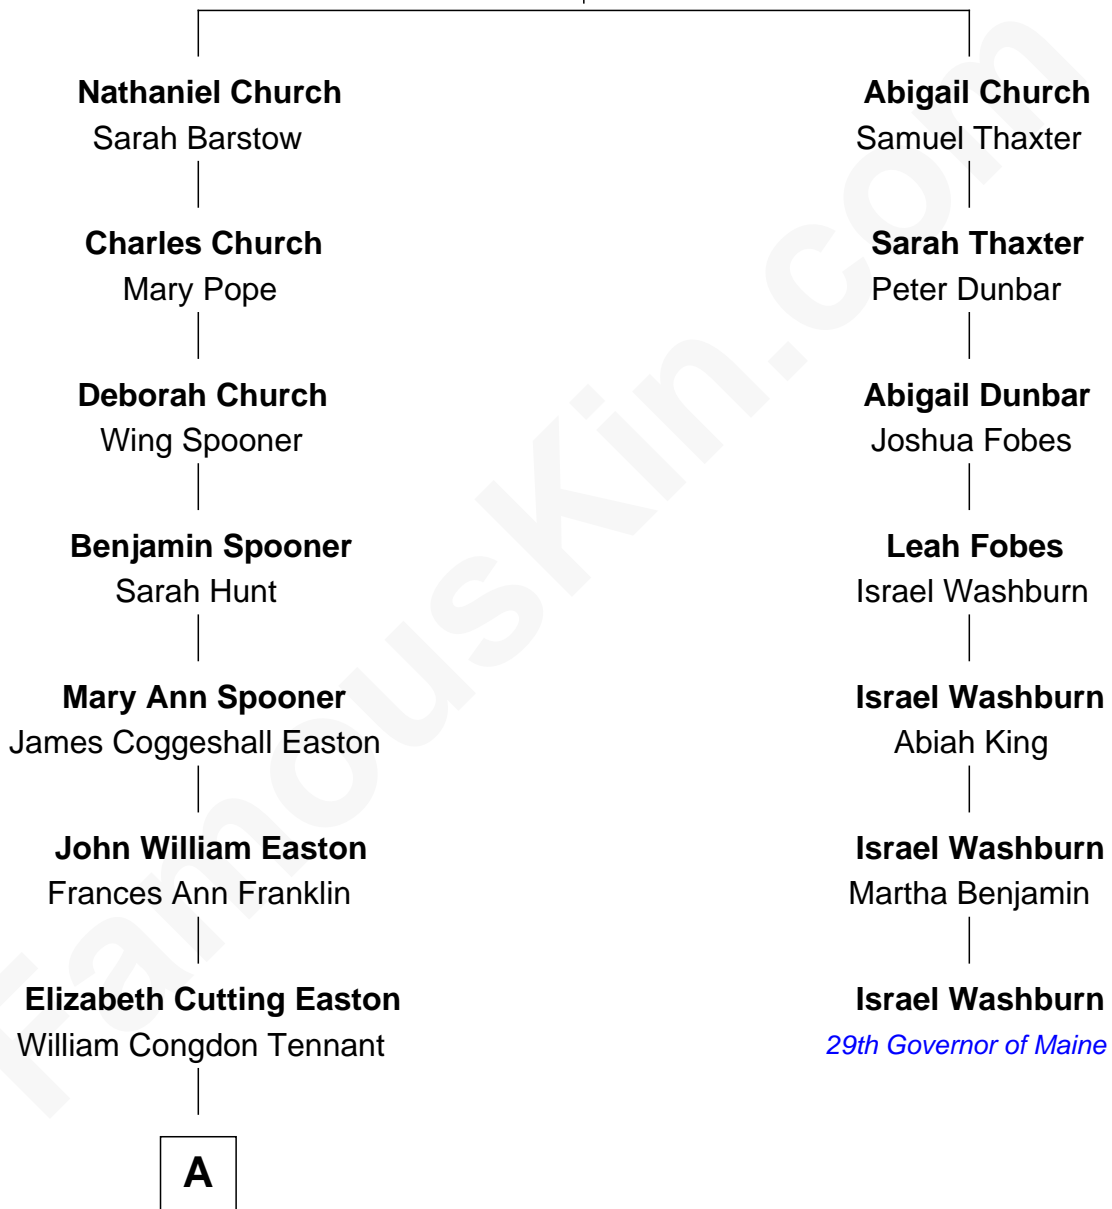 Nathaniel Church
Sarah Barstow
Charles Church
Mary Pope
Deborah Church
Wing Spooner
Benjamin Spooner
Sarah Hunt
Mary Ann Spooner
James Coggeshall Easton
John William Easton
Frances Ann Franklin
Elizabeth Cutting Easton
William Congdon Tennant
A
Abigail Church
Samuel Thaxter
Sarah Thaxter
Peter Dunbar
Abigail Dunbar
Joshua Fobes
Leah Fobes
Israel Washburn
Israel Washburn
Abiah King
Israel Washburn
Martha Benjamin
Israel Washburn
29th Governor of Maine
FamousKin.com